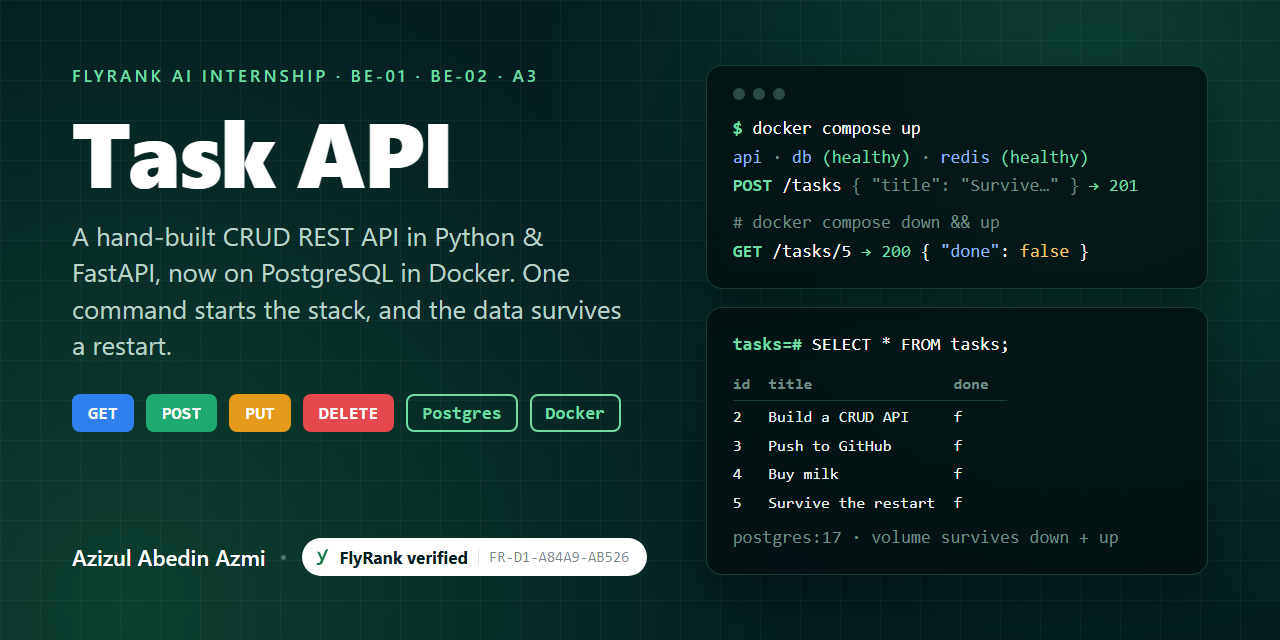 FLYRANK AI INTERNSHIP · BE-01 · BE-02 · A3
Task API
A hand-built CRUD REST API in Python &
FastAPI, now on PostgreSQL in Docker. One
command starts the stack, and the data survives
a restart.
GET POST PUT DELETE Postgres Docker
Azizul Abedin Azmi • FlyRank verified FR-D1-A84A9-AB526
$ docker compose up
api · db (healthy) · redis (healthy)
POST /tasks { "title": "Survive…" } → 201
# docker compose down && up
GET /tasks/5 → 200 { "done": false }
tasks=# SELECT * FROM tasks;
id title done
2 Build a CRUD API f
3 Push to GitHub f
4 Buy milk f
5 Survive the restart f
postgres:17 · volume survives down + up